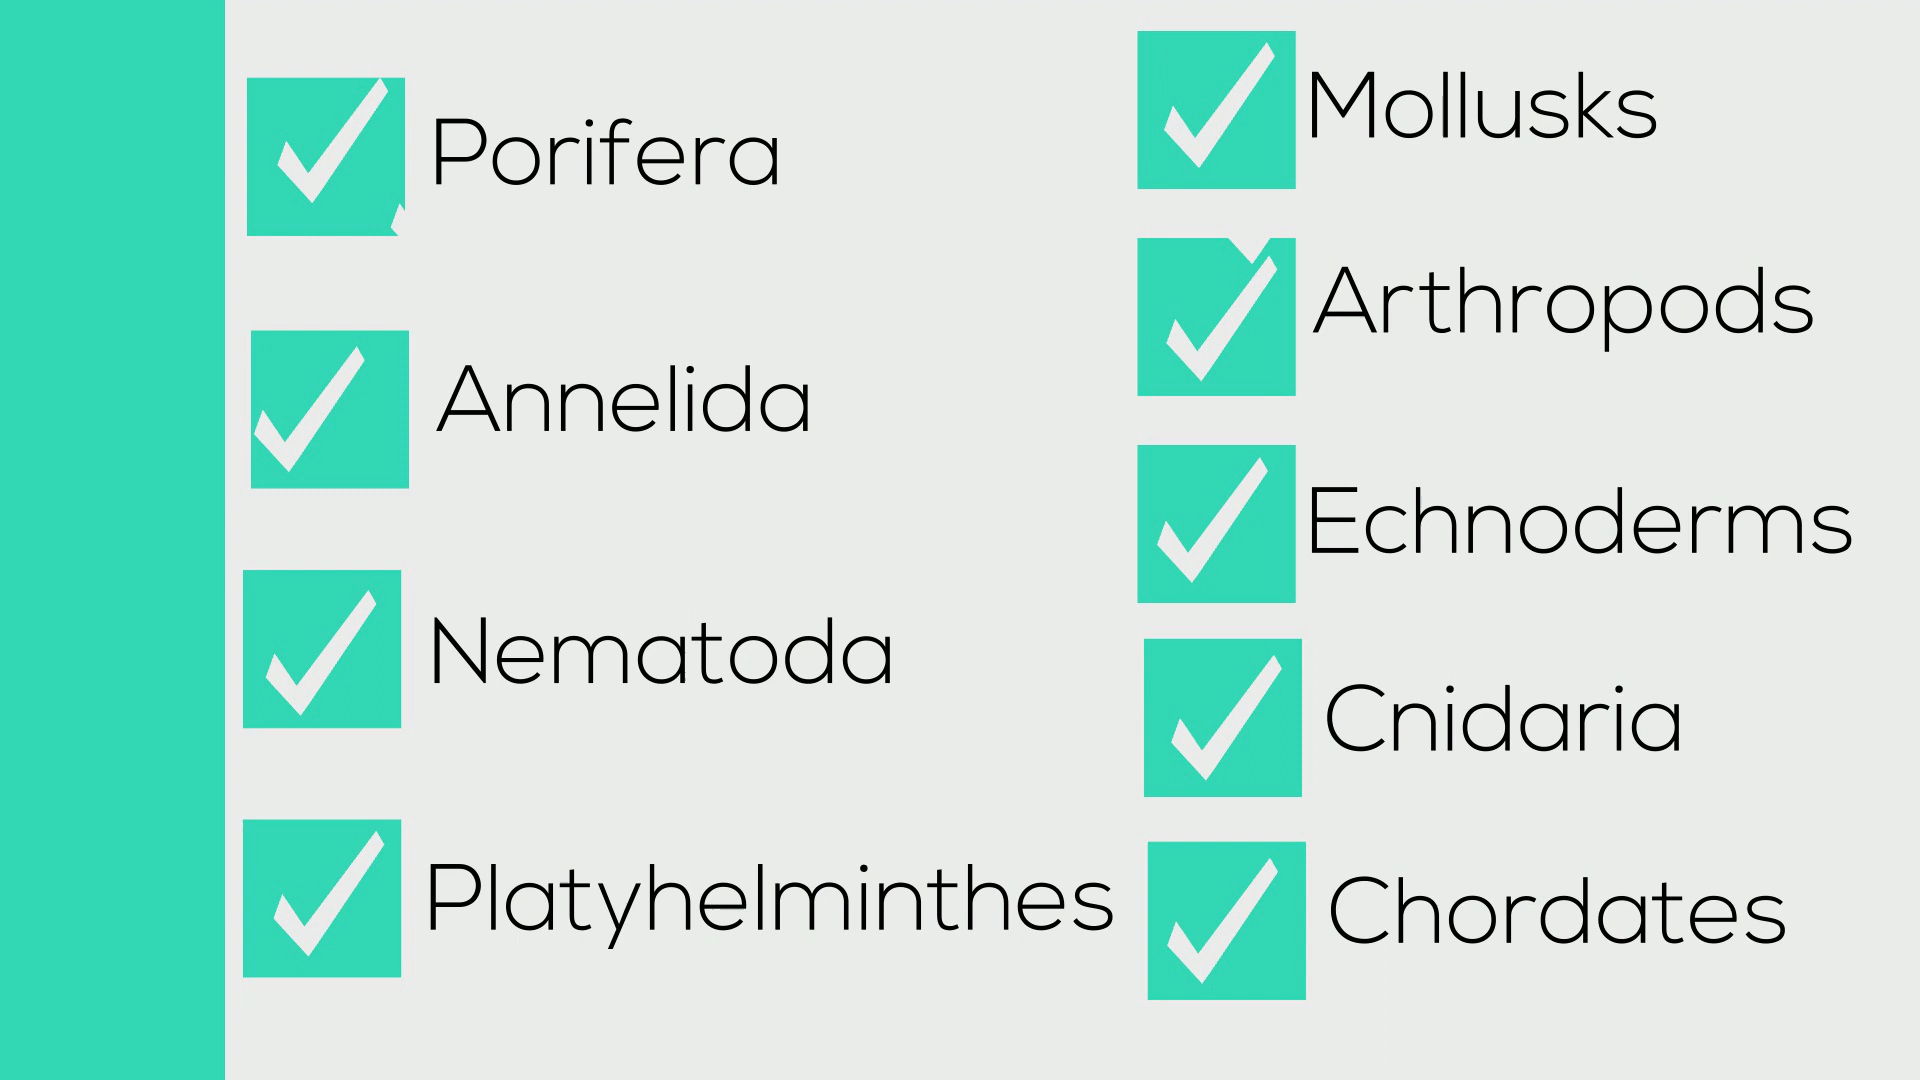 Porifera
Annelida
Nematoda
Platyhelminthes
Mollusks
Arthropods
Echnoderms
Cnidaria
Chordates